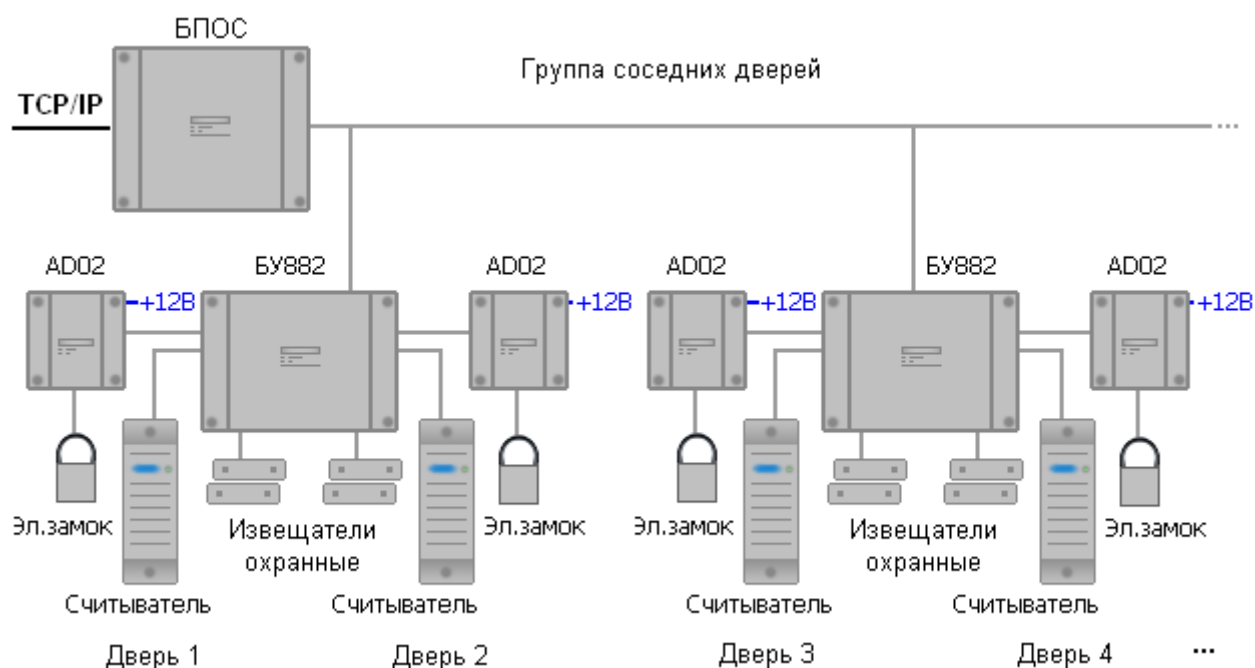 БПОС
Группа соседних дверей
TCP/IP
...
AD02
БУ882
AD02
AD02
БУ882
AD02
+12В
+12В
+12В
+12В
Эл.замок
Извещатели
охранные
Эл.замок
Эл.замок
Извещатели
охранные
Эл.замок
Считыватель
Считыватель
Считыватель
Считыватель
Дверь 1
Дверь 2
Дверь 3
Дверь 4
...